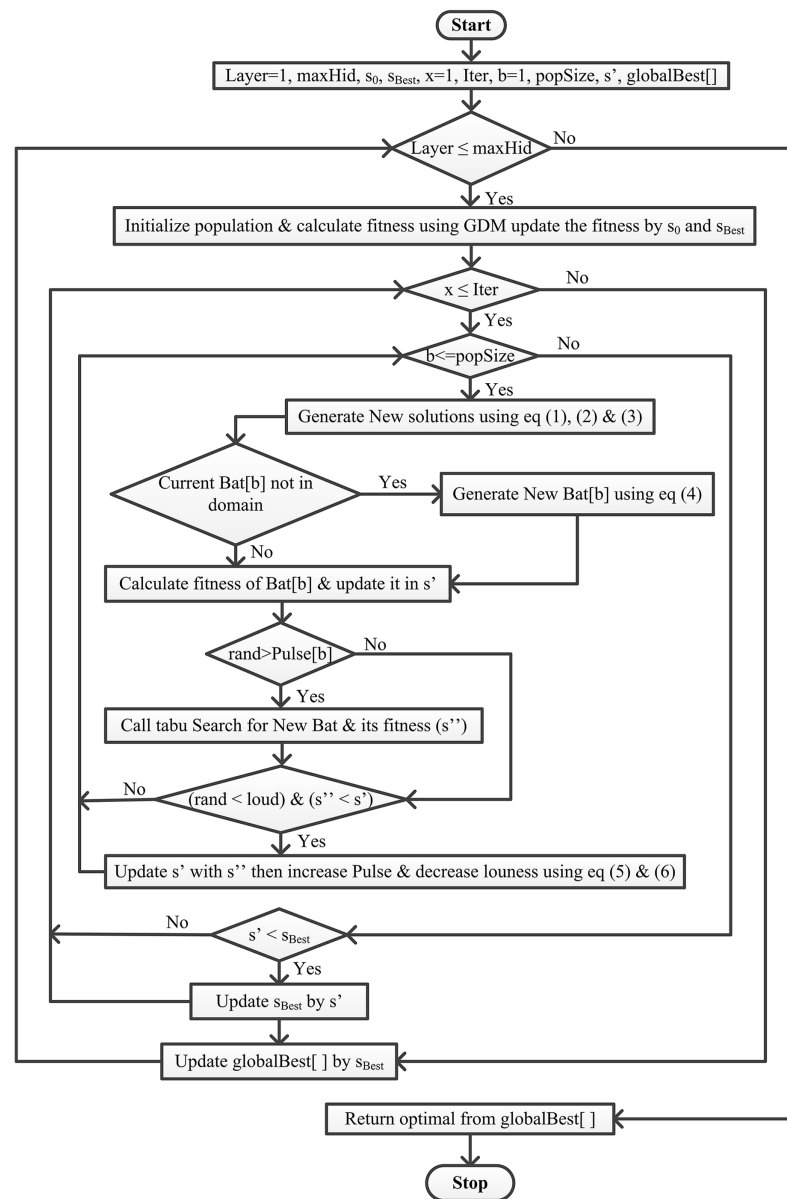 Start
Layer=1, maxHid, s₀, s_Best, x=1, Iter, b=1, popSize, s’, globalBest[]
Layer ≤ maxHid
No
Yes
Initialize population & calculate fitness using GDM update the fitness by s₀ and s_Best
x ≤ Iter
No
Yes
b<=popSize
No
Yes
Generate New solutions using eq (1), (2) & (3)
Current Bat[b] not in
domain
Yes
Generate New Bat[b] using eq (4)
No
Calculate fitness of Bat[b] & update it in s’
rand>Pulse[b]
No
Yes
Call tabu Search for New Bat & its fitness (s’’)
No
(rand < loud) & (s’’ < s’)
Yes
Update s’ with s’’ then increase Pulse & decrease louness using eq (5) & (6)
No
s’ < s_Best
Yes
Update s_Best by s’
Update globalBest[ ] by s_Best
Return optimal from globalBest[ ]
Stop